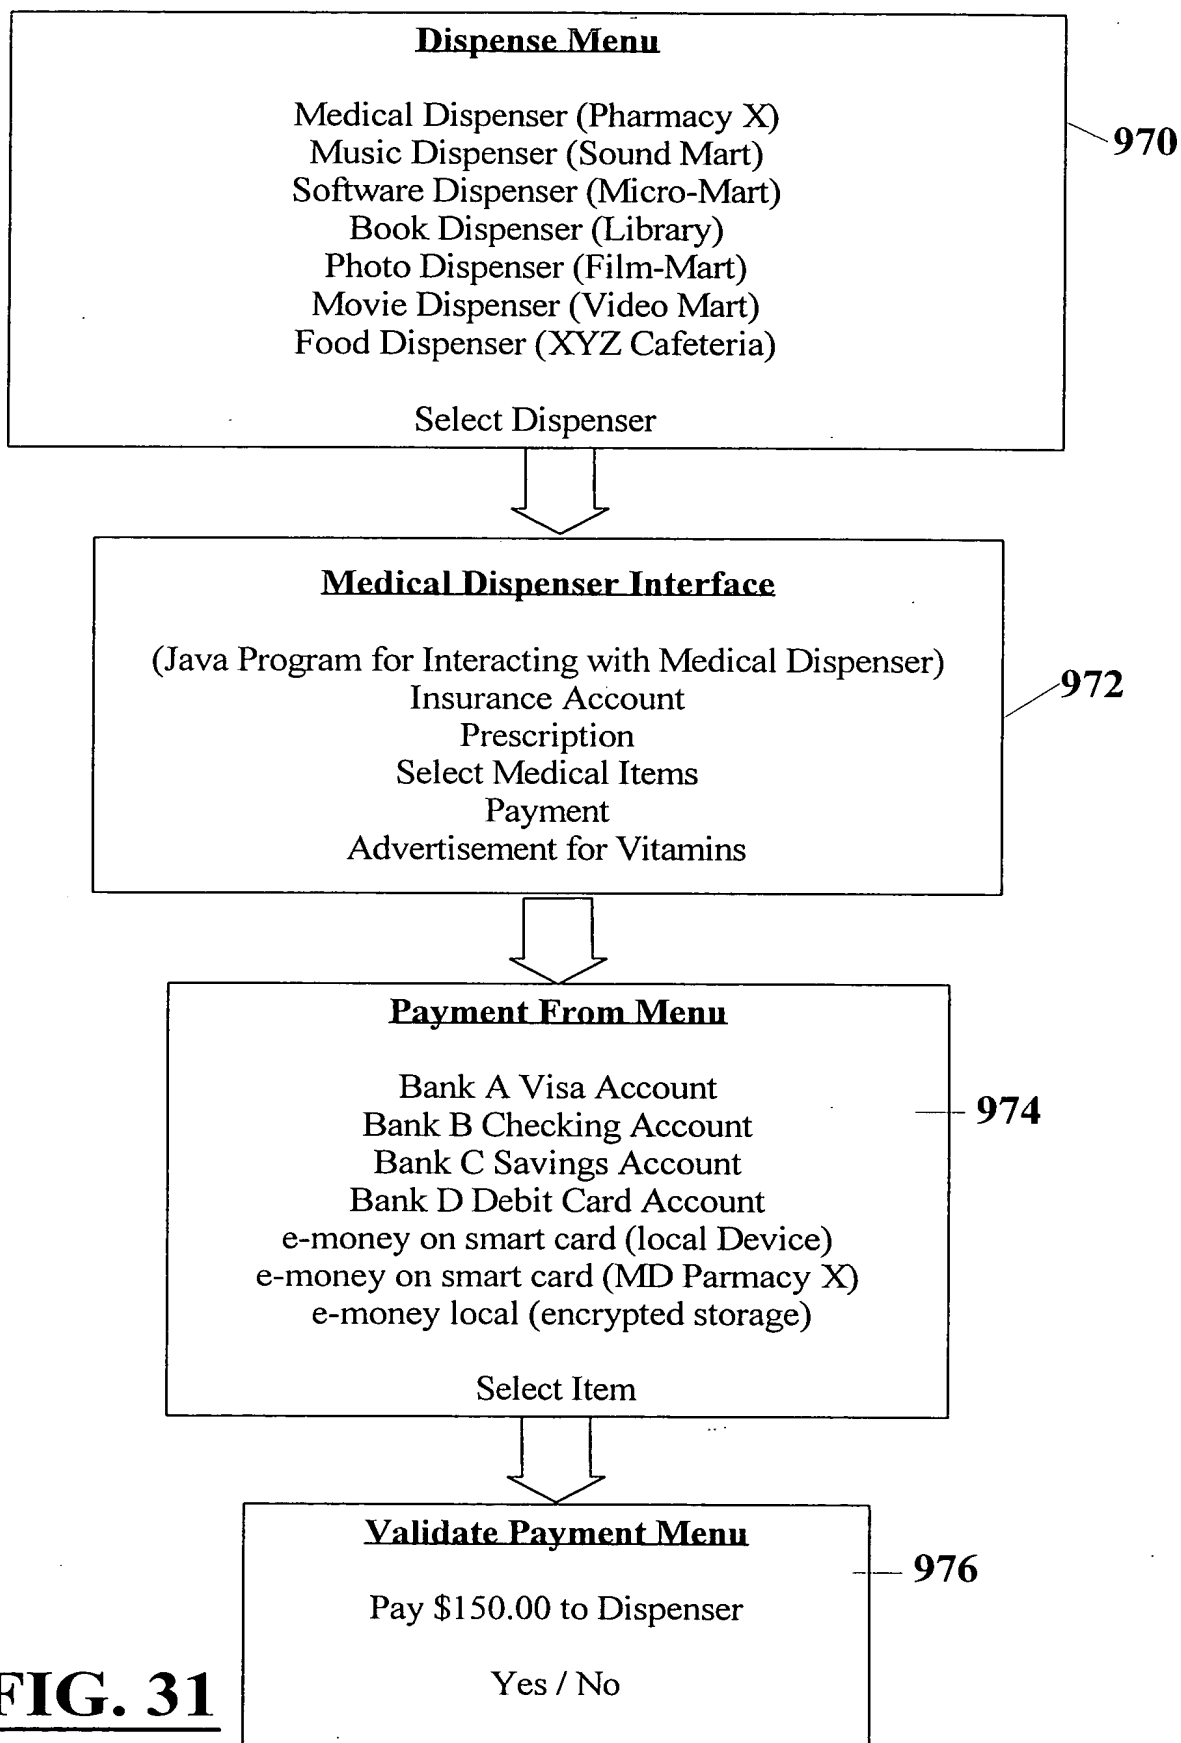 Dispense Menu
Medical Dispenser (Pharmacy X)
Music Dispenser (Sound Mart)
Software Dispenser (Micro-Mart)
Book Dispenser (Library)
Photo Dispenser (Film-Mart)
Movie Dispenser (Video Mart)
Food Dispenser (XYZ Cafeteria)
Select Dispenser
970
Medical Dispenser Interface
(Java Program for Interacting with Medical Dispenser)
Insurance Account
Prescription
Select Medical Items
Payment
Advertisement for Vitamins
972
Payment From Menu
Bank A Visa Account
Bank B Checking Account
Bank C Savings Account
Bank D Debit Card Account
e-money on smart card (local Device)
e-money on smart card (MD Parmacy X)
e-money local (encrypted storage)
Select Item
974
Validate Payment Menu
Pay $150.00 to Dispenser
Yes / No
976
FIG. 31